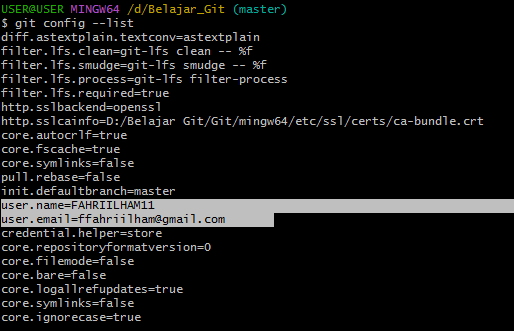 USER@USER MINGW64 /d/Belajar_Git (master)
$ git config --list
diff.astextplain.textconv=astextplain
filter.lfs.clean=git-lfs clean -- %f
filter.lfs.smudge=git-lfs smudge -- %f
filter.lfs.process=git-lfs filter-process
filter.lfs.required=true
http.sslbackend=openssl
http.sslcainfo=D:/Belajar Git/Git/mingw64/etc/ssl/certs/ca-bundle.crt
core.autocrlf=true
core.fscache=true
core.symlinks=false
pull.rebase=false
init.defaultbranch=master
user.name=FAHRIILHAM11
user.email=ffahriilham@gmail.com
credential.helper=store
core.repositoryformatversion=0
core.filemode=false
core.bare=false
core.logallrefupdates=true
core.symlinks=false
core.ignorecase=true